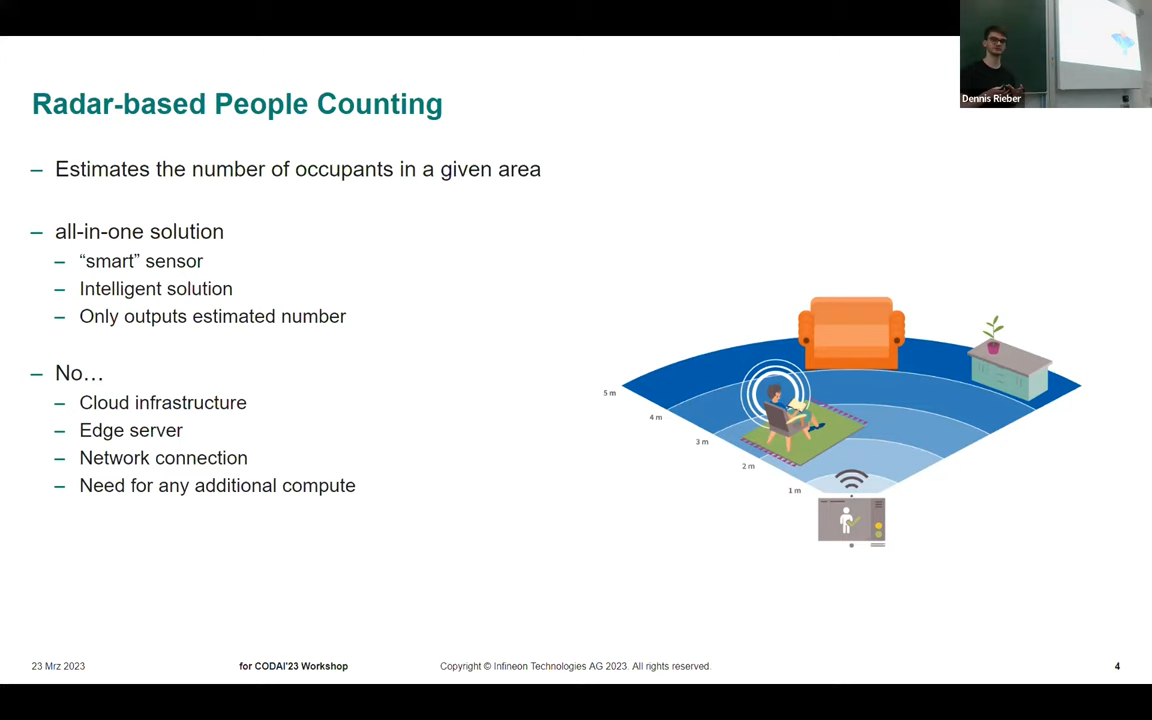 Dennis Rieber
Radar-based People Counting
– Estimates the number of occupants in a given area
– all-in-one solution
– “smart” sensor
– Intelligent solution
– Only outputs estimated number
– No…
– Cloud infrastructure
– Edge server
– Network connection
– Need for any additional compute
5 m
4 m
3 m
2 m
1 m
23 Mrz 2023 for CODAI'23 Workshop Copyright © Infineon Technologies AG 2023. All rights reserved. 4